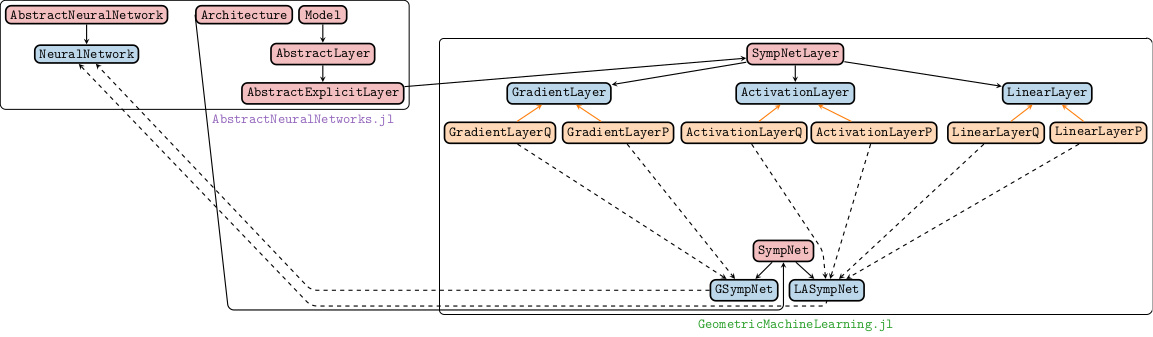 AbstractNeuralNetwork
Architecture
Model
NeuralNetwork
AbstractLayer
AbstractExplicitLayer
AbstractNeuralNetworks.jl
SympNetLayer
GradientLayer
ActivationLayer
LinearLayer
GradientLayerQ
GradientLayerP
ActivationLayerQ
ActivationLayerP
LinearLayerQ
LinearLayerP
SympNet
GSympNet
LASympNet
GeometricMachineLearning.jl